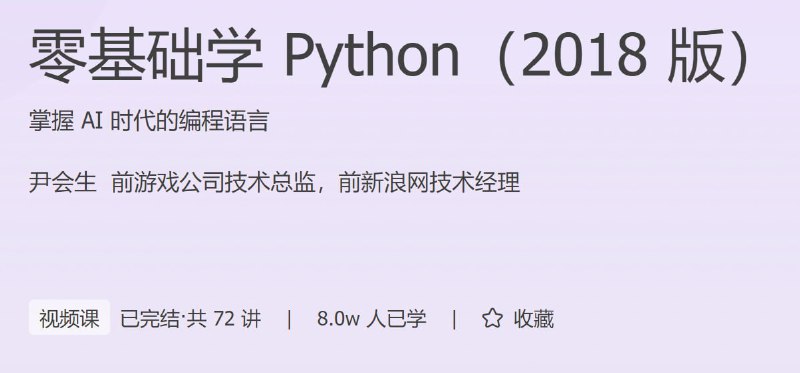 零基础学 Python（2018 版）
掌握 AI 时代的编程语言
尹会生 前游戏公司技术总监，前新浪网技术经理
视频课 已完结·共 72 讲 | 8.0w 人已学 | 收藏